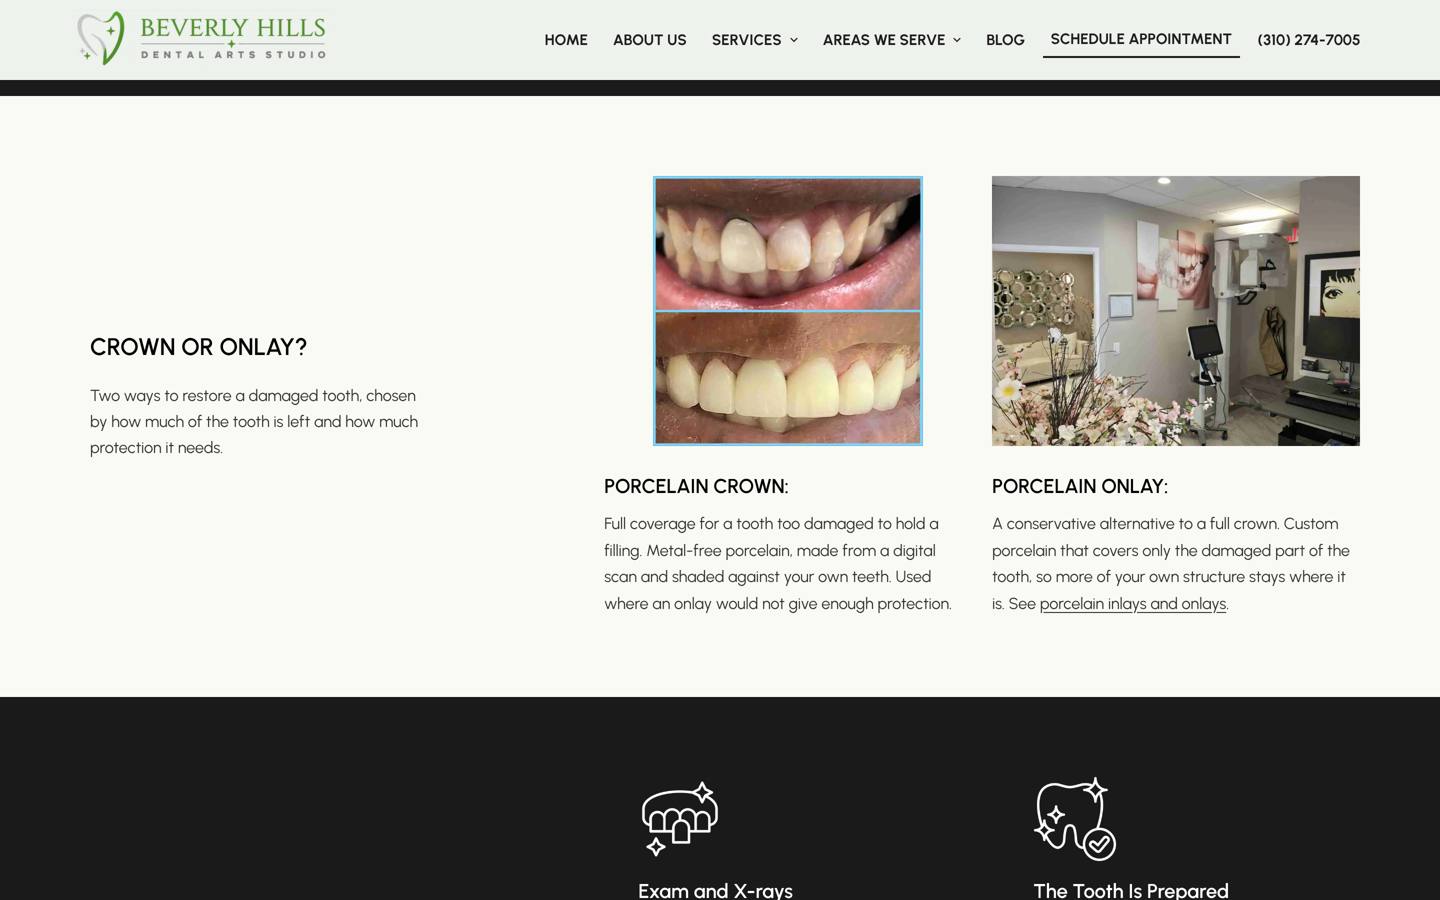 BEVERLY HILLS
DENTAL ARTS STUDIO
HOME ABOUT US SERVICES AREAS WE SERVE BLOG SCHEDULE APPOINTMENT (310) 274-7005
CROWN OR ONLAY?
Two ways to restore a damaged tooth, chosen
by how much of the tooth is left and how much
protection it needs.
PORCELAIN CROWN:
Full coverage for a tooth too damaged to hold a
filling. Metal-free porcelain, made from a digital
scan and shaded against your own teeth. Used
where an onlay would not give enough protection.
PORCELAIN ONLAY:
A conservative alternative to a full crown. Custom
porcelain that covers only the damaged part of the
tooth, so more of your own structure stays where it
is. See porcelain inlays and onlays.
Exam and X-rays
The Tooth Is Prepared